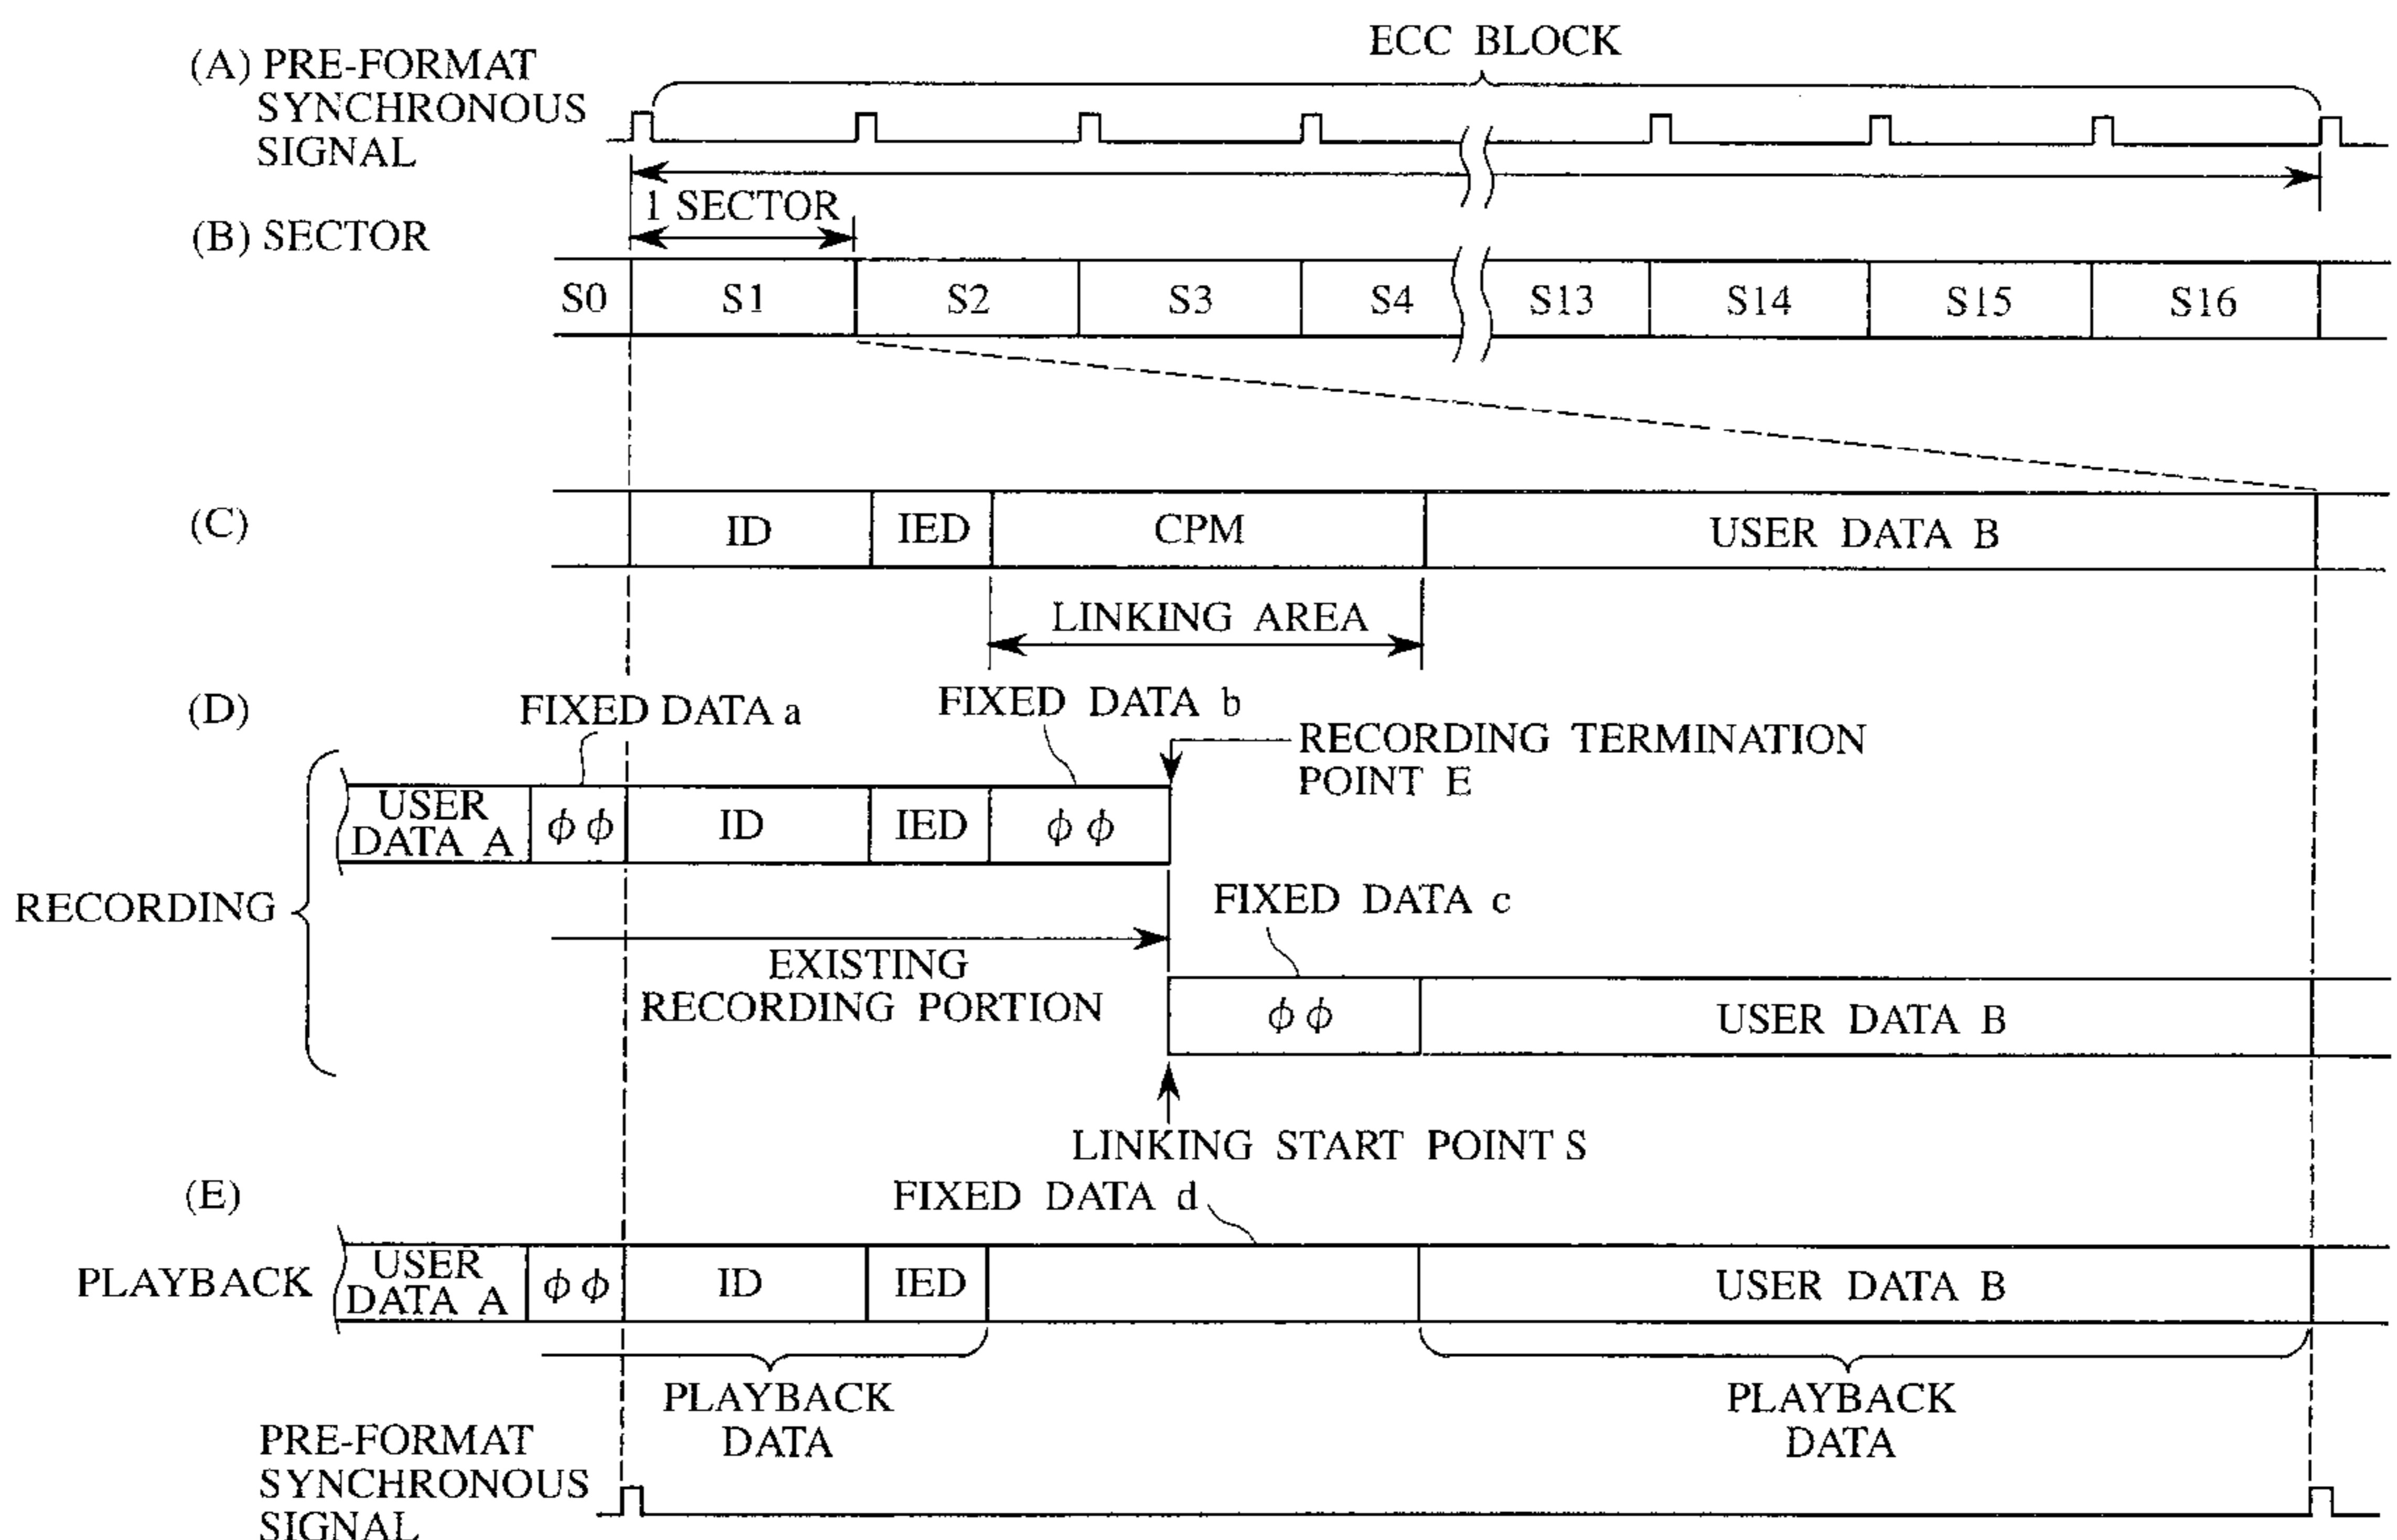 ECC BLOCK
(A) PRE-FORMAT
SYNCHRONOUS
SIGNAL
1 SECTOR
(B) SECTOR
S0 S1 S2 S3 S4 S13 S14 S15 S16
(C)
ID IED CPM USER DATA B
LINKING AREA
(D)
FIXED DATA a
FIXED DATA b
RECORDING TERMINATION
POINT E
USER
DATA A
ϕ ϕ ID IED ϕ ϕ
RECORDING
FIXED DATA c
EXISTING
RECORDING PORTION
ϕ ϕ USER DATA B
LINKING START POINT S
(E)
FIXED DATA d
PLAYBACK
USER
DATA A
ϕ ϕ ID IED USER DATA B
PLAYBACK
DATA
PLAYBACK
DATA
PRE-FORMAT
SYNCHRONOUS
SIGNAL